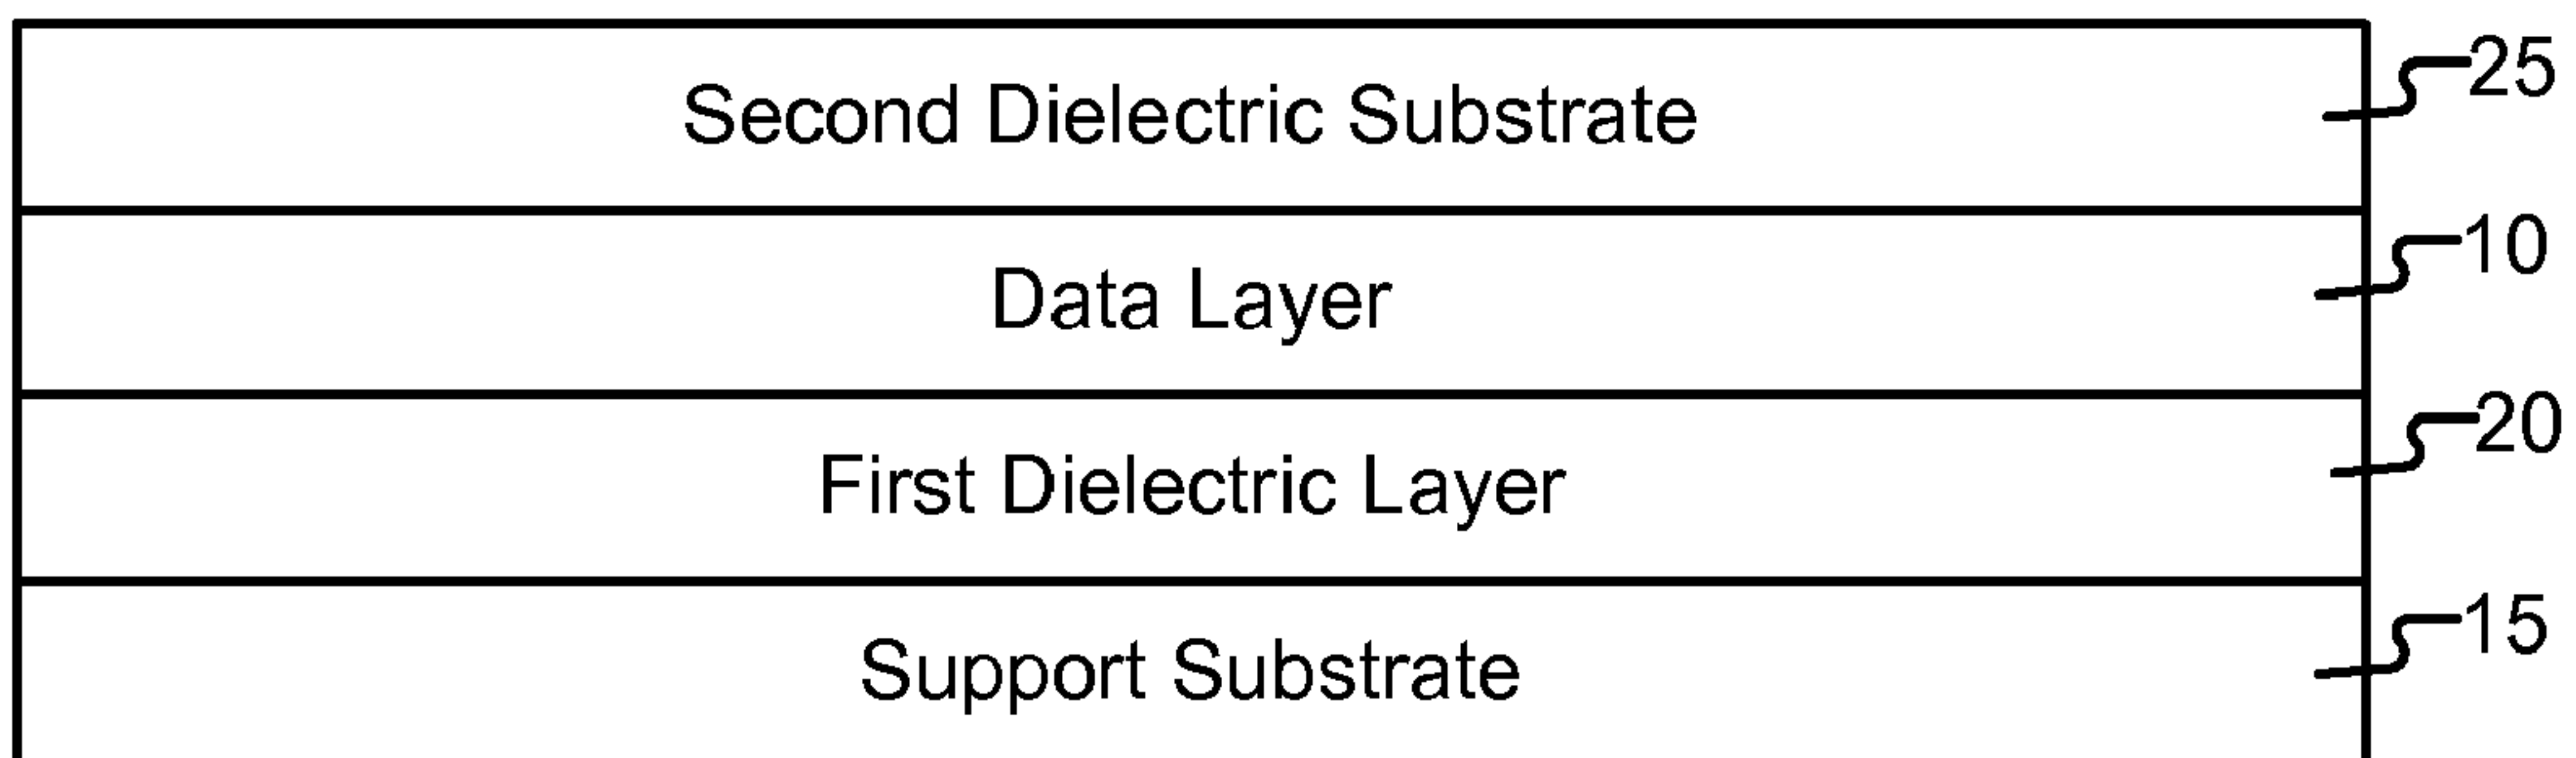 Second Dielectric Substrate 25
Data Layer 10
First Dielectric Layer 20
Support Substrate 15